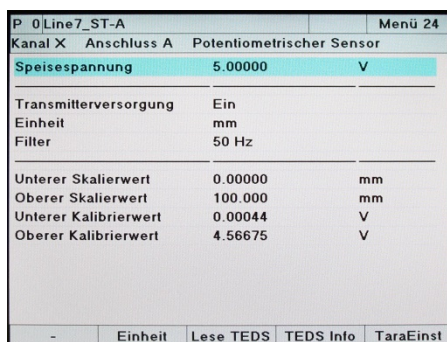 P 0 Line7_ST-A Menü 24
Kanal X Anschluss A Potentiometrischer Sensor
Speisespannung 5.00000 V
Transmitterversorgung Ein
Einheit mm
Filter 50 Hz
Unterer Skalierwert 0.00000 mm
Oberer Skalierwert 100.000 mm
Unterer Kalibrierwert 0.00044 V
Oberer Kalibrierwert 4.56675 V
- Einheit Lese TEDS TEDS Info TaraEinst